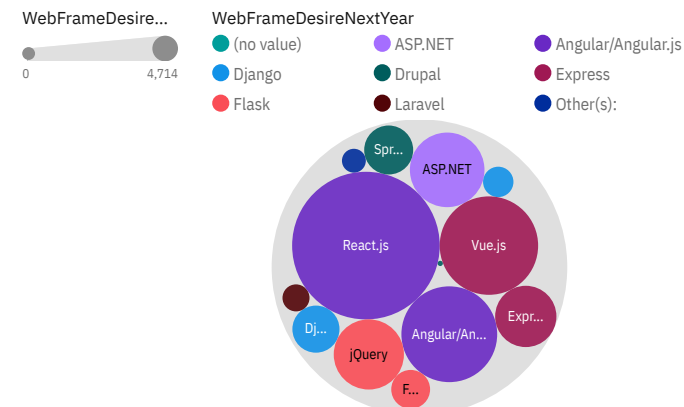 WebFrameDesire...
0
4,714
WebFrameDesireNextYear
(no value)
ASP.NET
Angular/Angular.js
Django
Drupal
Express
Flask
Laravel
Other(s):
Spr...
ASP.NET
React.js
Vue.js
Dj...
Angular/An...
Expr...
jQuery
F...